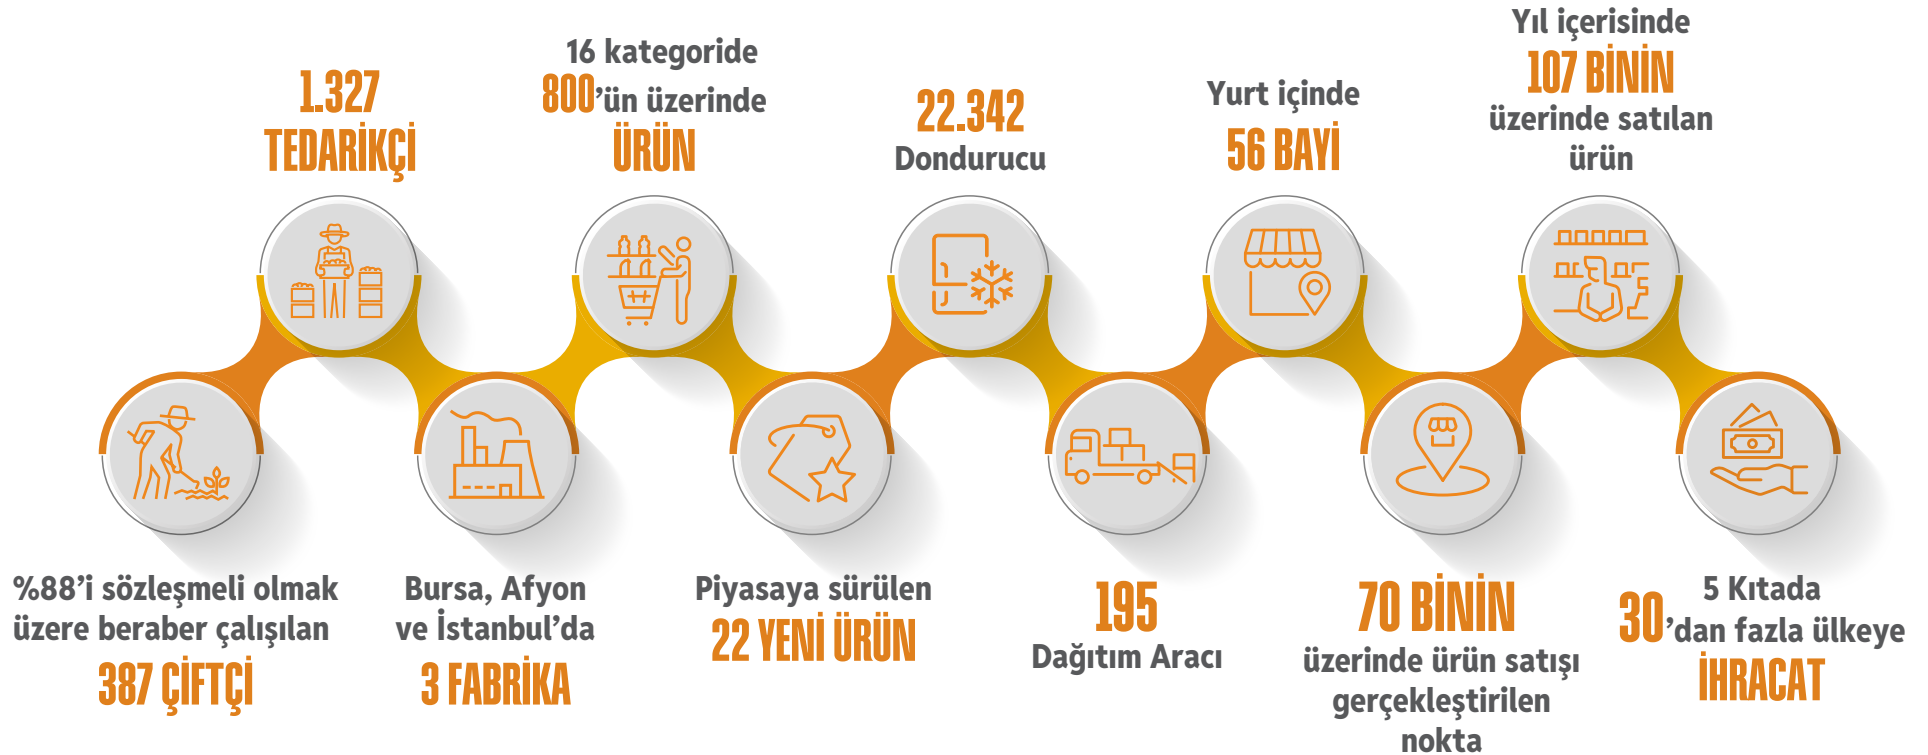 %88’i sözleşmeli olmak
üzere beraber çalışılan
387 ÇİFTÇİ
1.327
TEDARİKÇİ
Bursa, Afyon
ve İstanbul’da
3 FABRİKA
16 kategoride
800’ün üzerinde
ÜRÜN
Piyasaya sürülen
22 YENİ ÜRÜN
22.342
Dondurucu
195
Dağıtım Aracı
Yurt içinde
56 BAYİ
70 BİNİN
üzerinde ürün satışı
gerçekleştirilen
nokta
Yıl içerisinde
107 BİNİN
üzerinde satılan
ürün
5 Kıtada
30’dan fazla ülkeye
İHRACAT